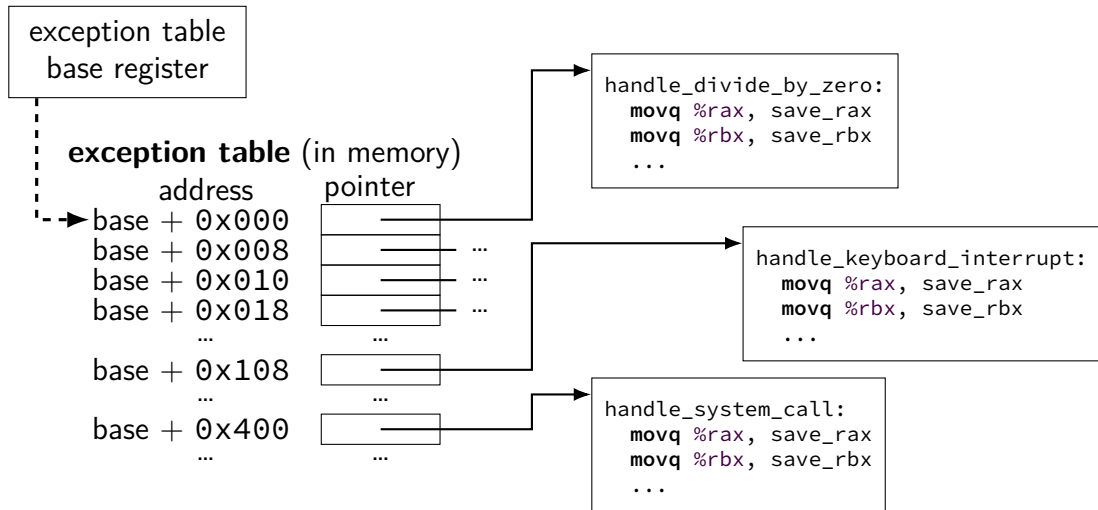 exception table
base register
exception table (in memory)
address pointer
base + 0x000
base + 0x008 ...
base + 0x010 ...
base + 0x018 ...
... ...
base + 0x108
... ...
base + 0x400
... ...
handle_divide_by_zero:
movq %rax, save_rax
movq %rbx, save_rbx
...
handle_keyboard_interrupt:
movq %rax, save_rax
movq %rbx, save_rbx
...
handle_system_call:
movq %rax, save_rax
movq %rbx, save_rbx
...